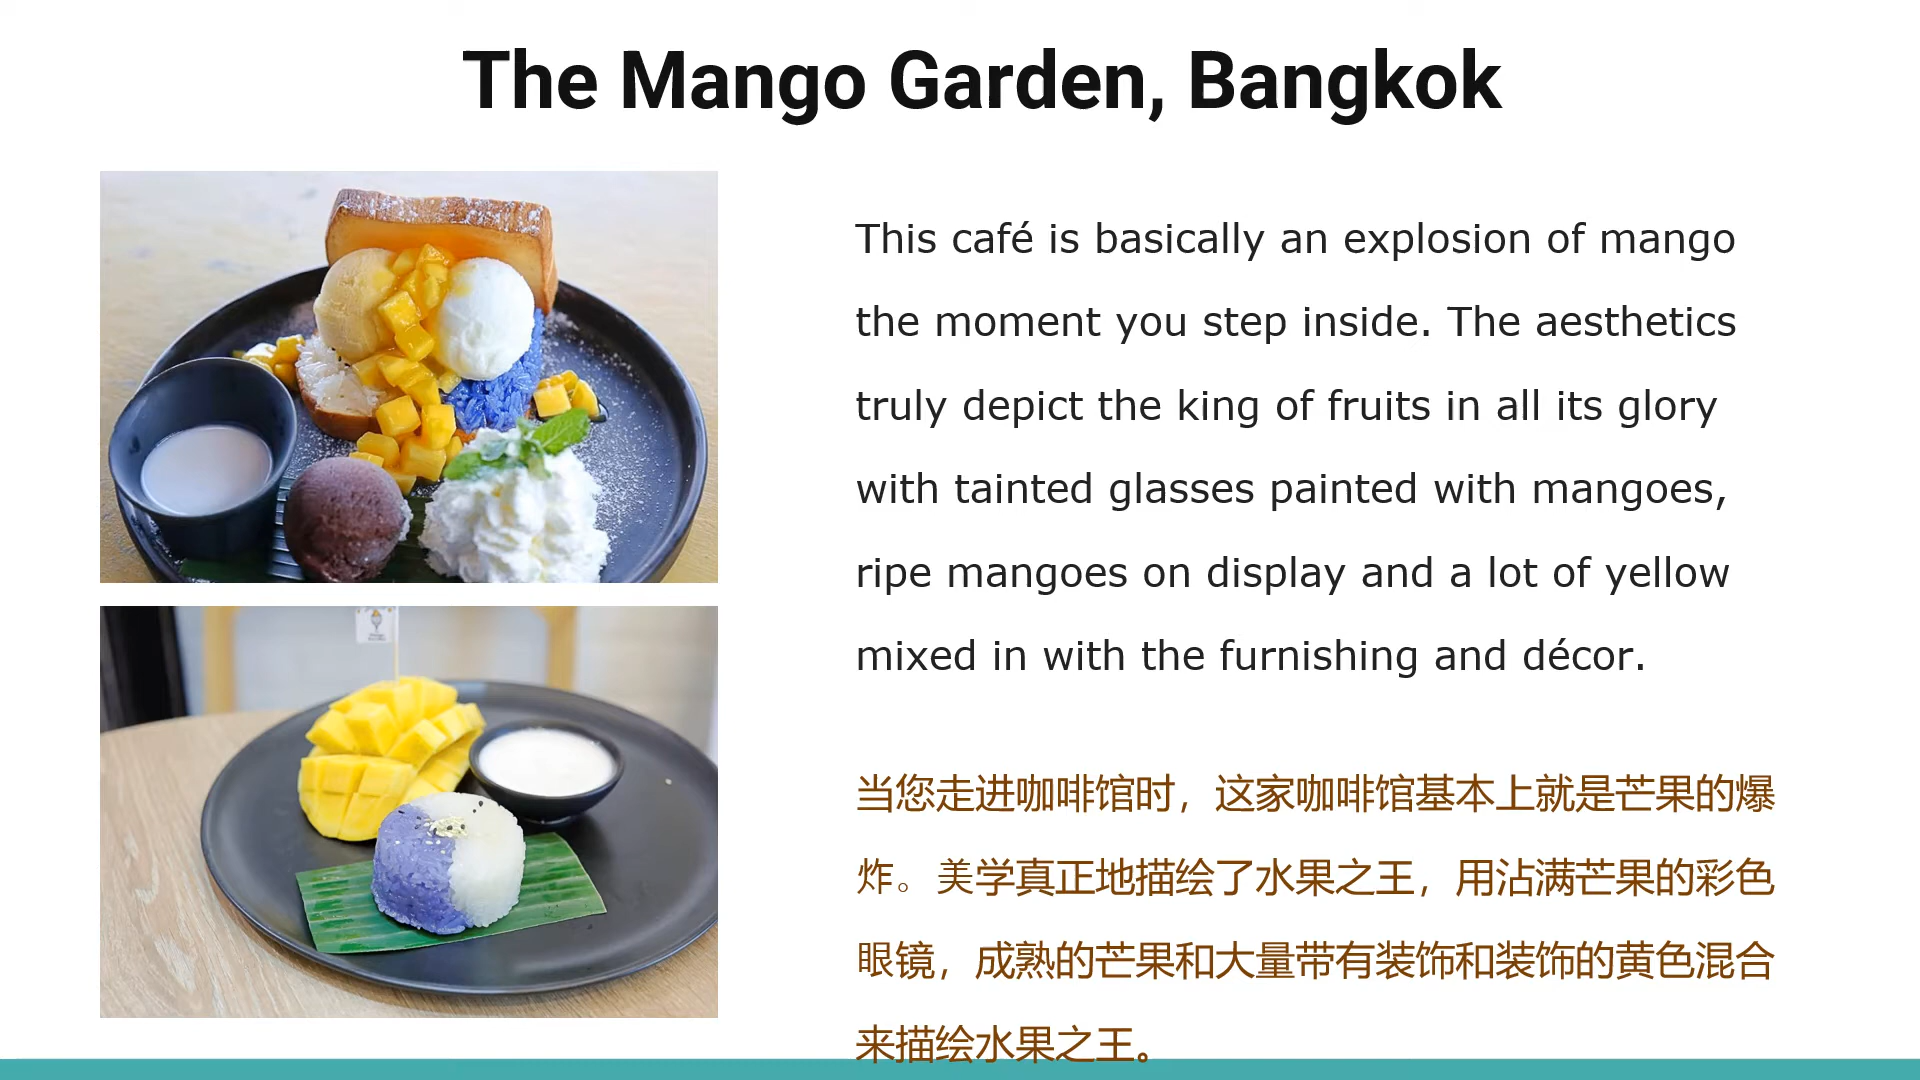 The Mango Garden, Bangkok
This café is basically an explosion of mango
the moment you step inside. The aesthetics
truly depict the king of fruits in all its glory
with tainted glasses painted with mangoes,
ripe mangoes on display and a lot of yellow
mixed in with the furnishing and décor.
当您走进咖啡馆时，这家咖啡馆基本上就是芒果的爆
炸。美学真正地描绘了水果之王，用沾满芒果的彩色
眼镜，成熟的芒果和大量带有装饰和装饰的黄色混合
来描绘水果之王。